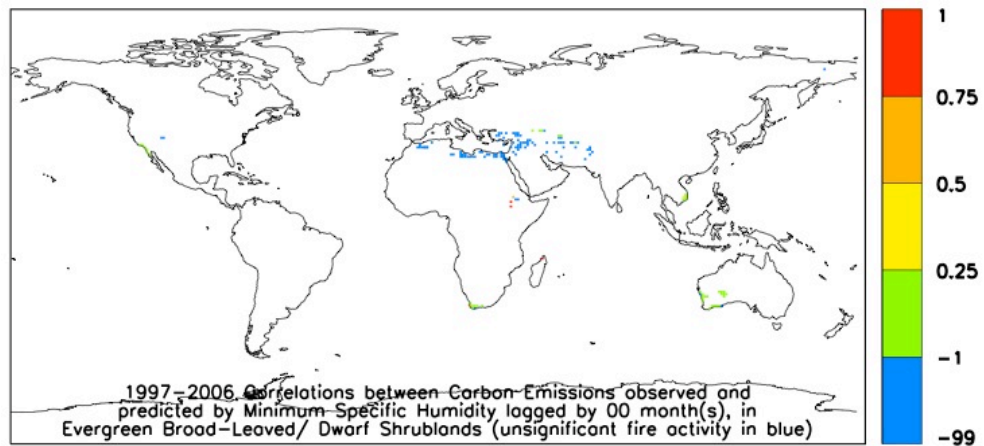 1
0.75
0.5
0.25
-1
-99
1997-2006 Correlations between Carbon Emissions observed and
predicted by Minimum Specific Humidity lagged by 00 month(s), in
Evergreen Broad-Leaved/ Dwarf Shrublands (unsignificant fire activity in blue)